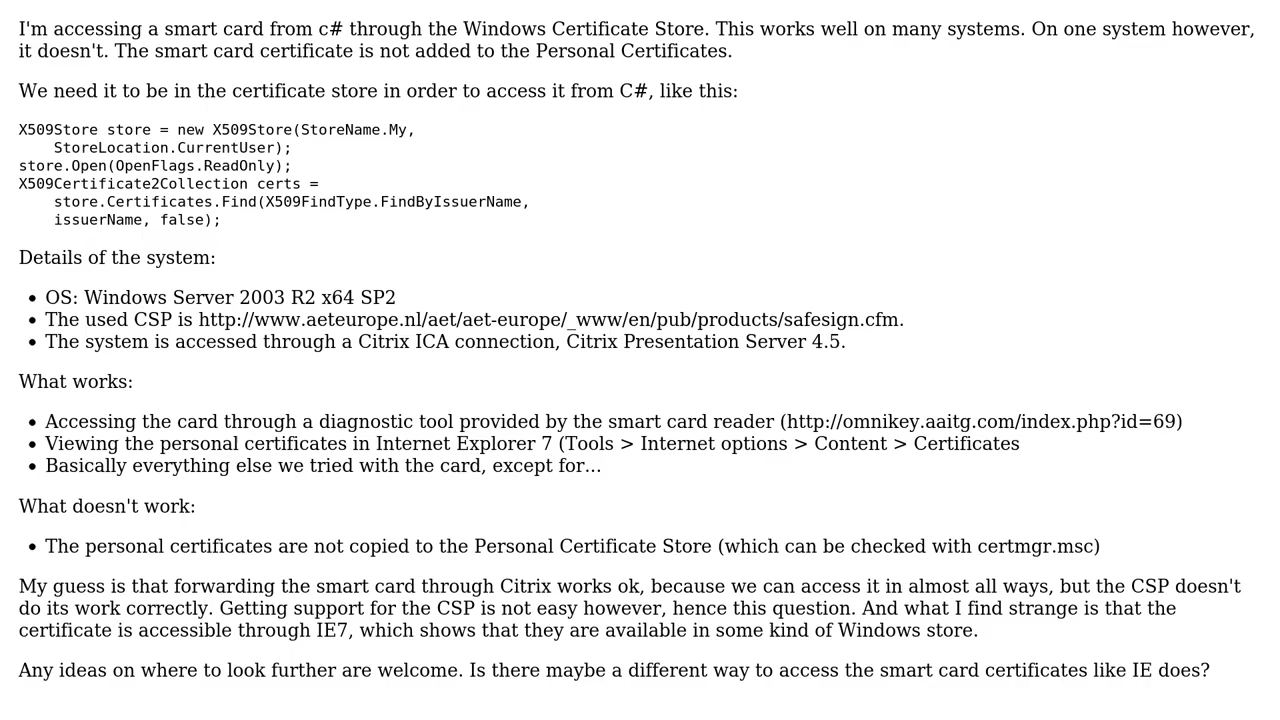 I'm accessing a smart card from c# through the Windows Certificate Store. This works well on many systems. On one system however,
it doesn't. The smart card certificate is not added to the Personal Certificates.
We need it to be in the certificate store in order to access it from C#, like this:
X509Store store = new X509Store(StoreName.My,
    StoreLocation.CurrentUser);
store.Open(OpenFlags.ReadOnly);
X509Certificate2Collection certs =
    store.Certificates.Find(X509FindType.FindByIssuerName,
    issuerName, false);
Details of the system:
• OS: Windows Server 2003 R2 x64 SP2
• The used CSP is http://www.aeteurope.nl/aet/aet-europe/_www/en/pub/products/safesign.cfm.
• The system is accessed through a Citrix ICA connection, Citrix Presentation Server 4.5.
What works:
• Accessing the card through a diagnostic tool provided by the smart card reader (http://omnikey.aaitg.com/index.php?id=69)
• Viewing the personal certificates in Internet Explorer 7 (Tools > Internet options > Content > Certificates
• Basically everything else we tried with the card, except for...
What doesn't work:
• The personal certificates are not copied to the Personal Certificate Store (which can be checked with certmgr.msc)
My guess is that forwarding the smart card through Citrix works ok, because we can access it in almost all ways, but the CSP doesn't
do its work correctly. Getting support for the CSP is not easy however, hence this question. And what I find strange is that the
certificate is accessible through IE7, which shows that they are available in some kind of Windows store.
Any ideas on where to look further are welcome. Is there maybe a different way to access the smart card certificates like IE does?